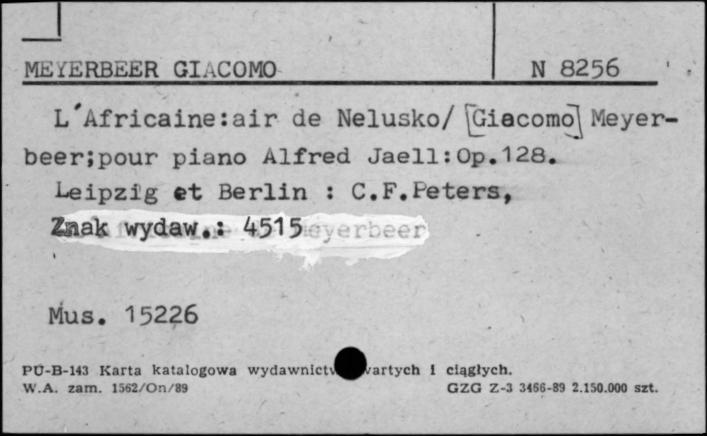 MEYERBEER GIACOMO N 8256
L'Africaine:air de Nelusko/ [Giacomo] Meyer-
beer;pour piano Alfred Jaell:Op.128.
Leipzig et Berlin : C.F.Peters,
Znak wydaw.: 4515 eyerbeer
Mus. 15226
PU-B-143 Karta katalogowa wydawnictw zwartych i ciągłych.
W.A. zam. 1562/On/89 GZG Z-3 3466-89 2.150.000 szt.